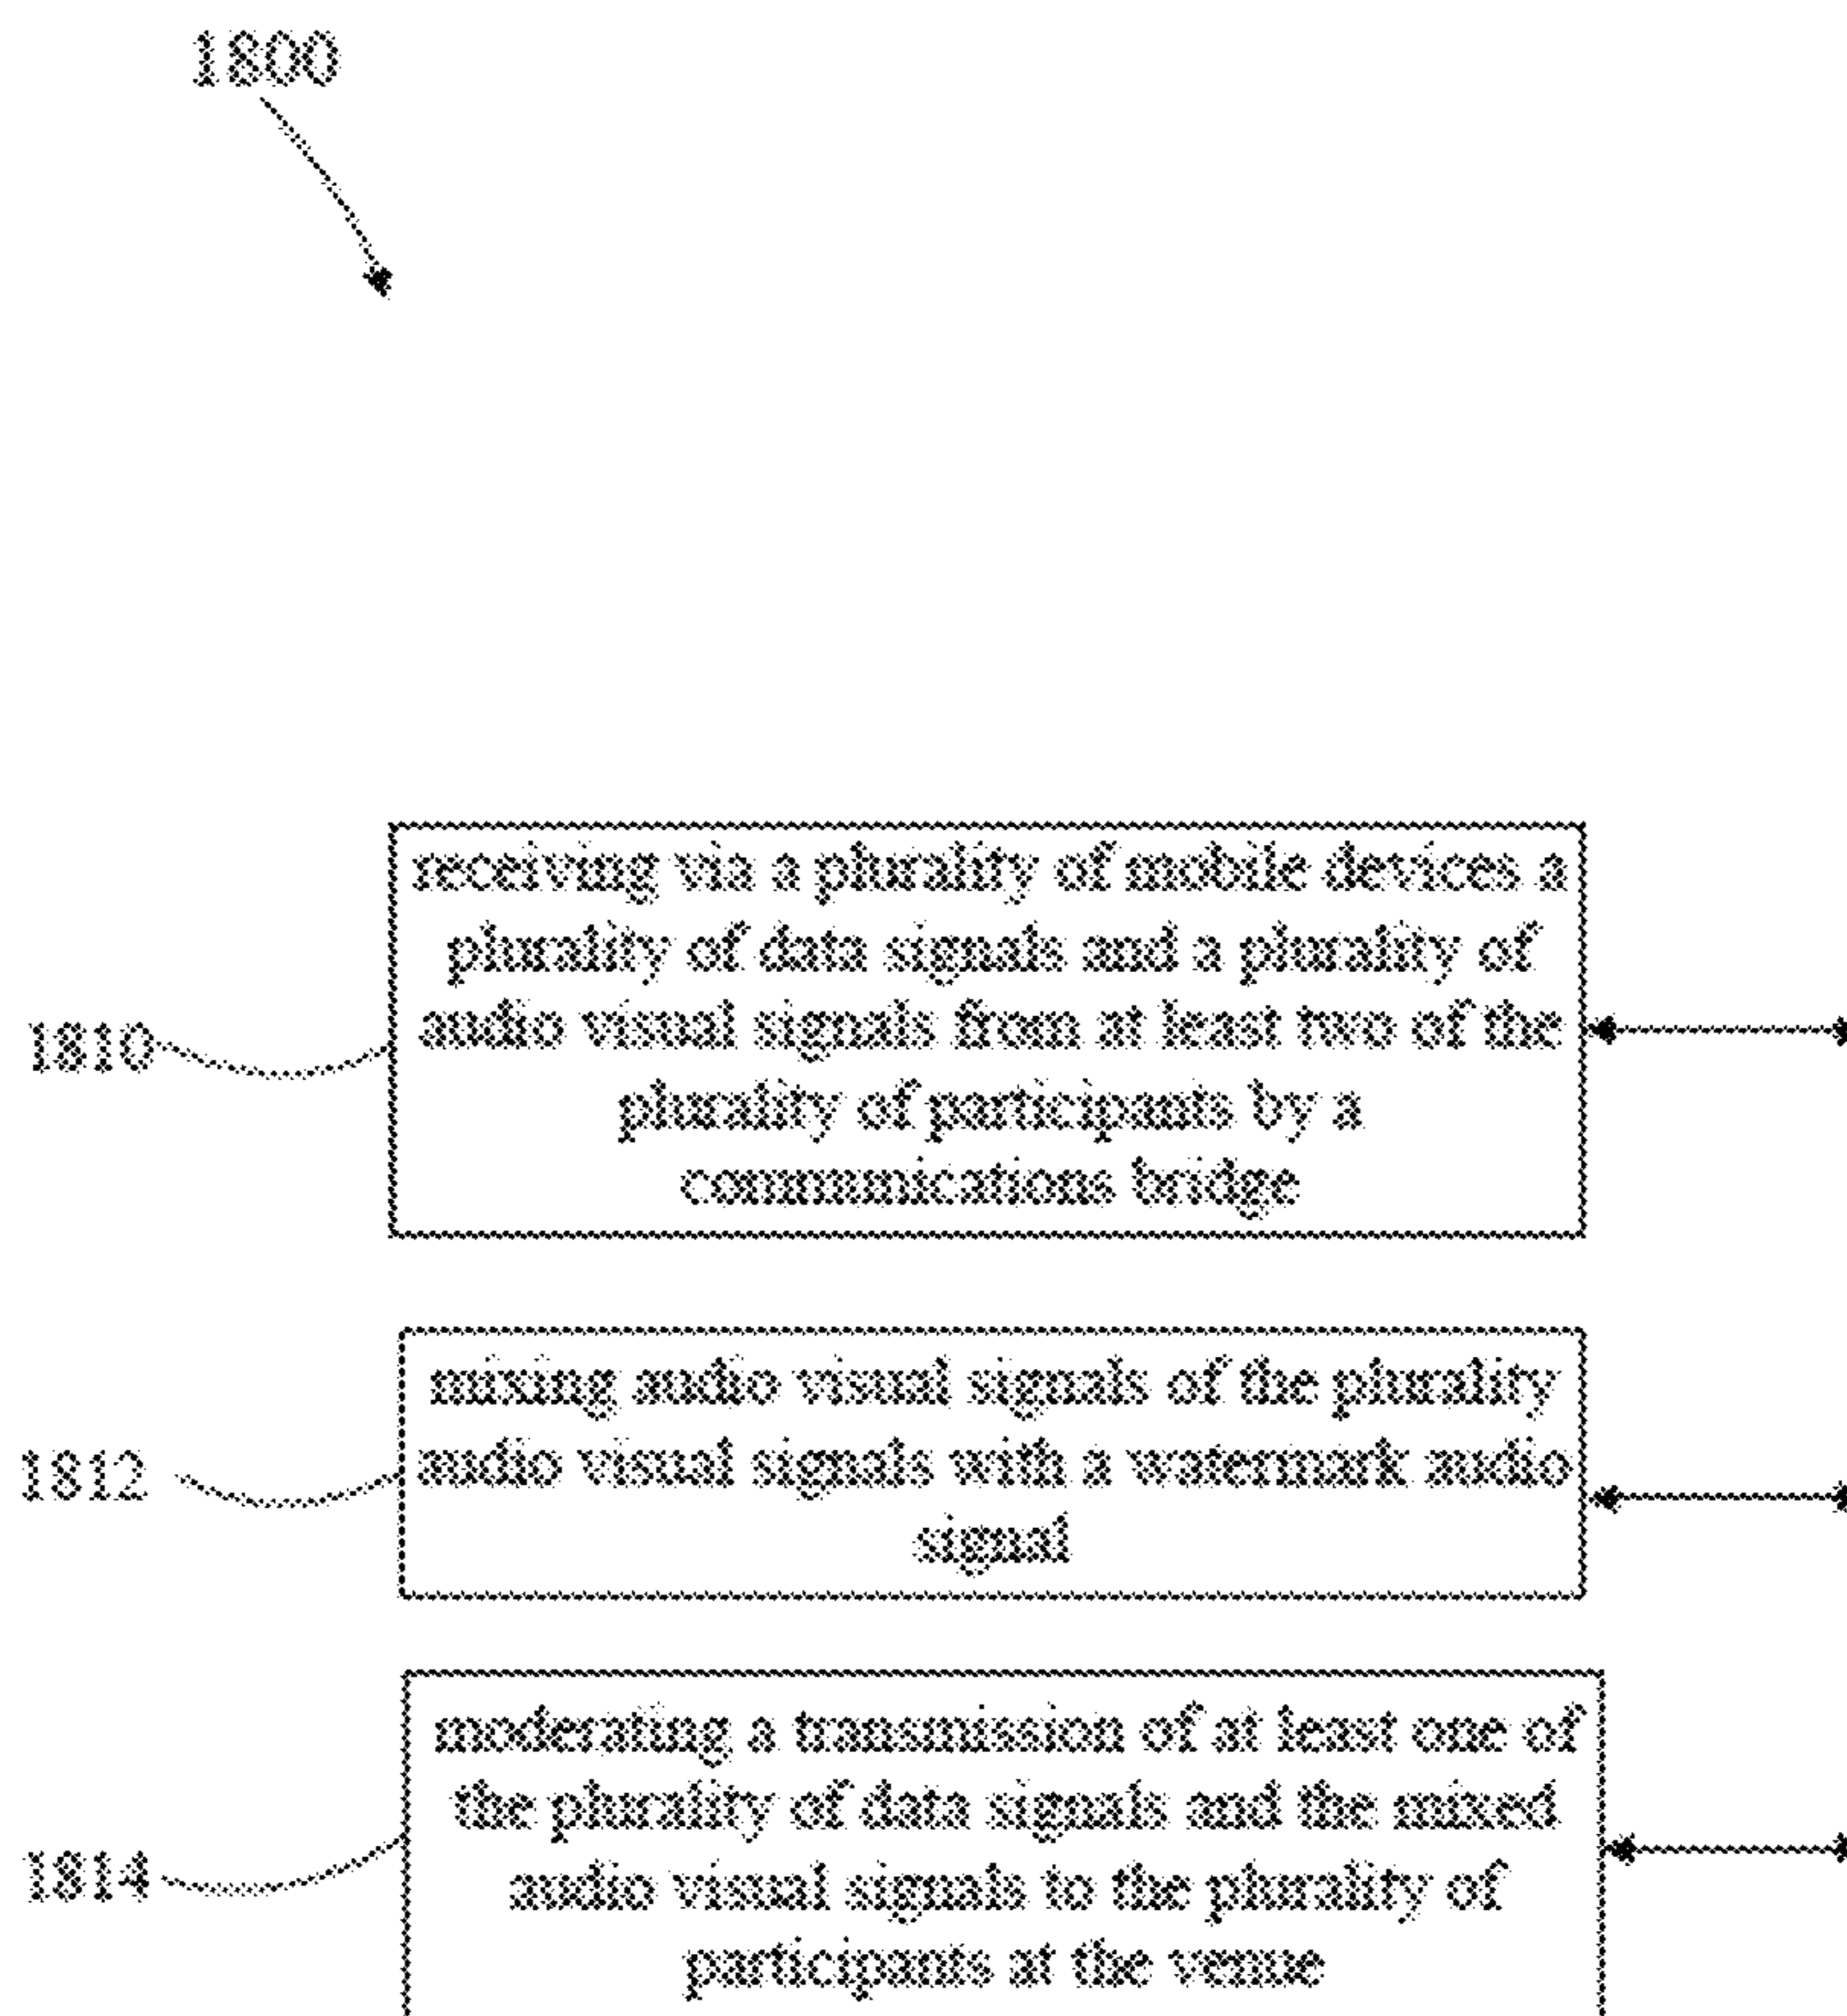 1800
receiving via a plurality of mobile devices a
plurality of data signals and a plurality of
audio visual signals from at least two of the
plurality of participants by a
communications bridge
1810
mixing audio visual signals of the plurality
audio visual signals with a watermark audio
signal
1812
moderating a transmission of at least one of
the plurality of data signals and the mixed
audio visual signals to the plurality of
participants at the venue
1814